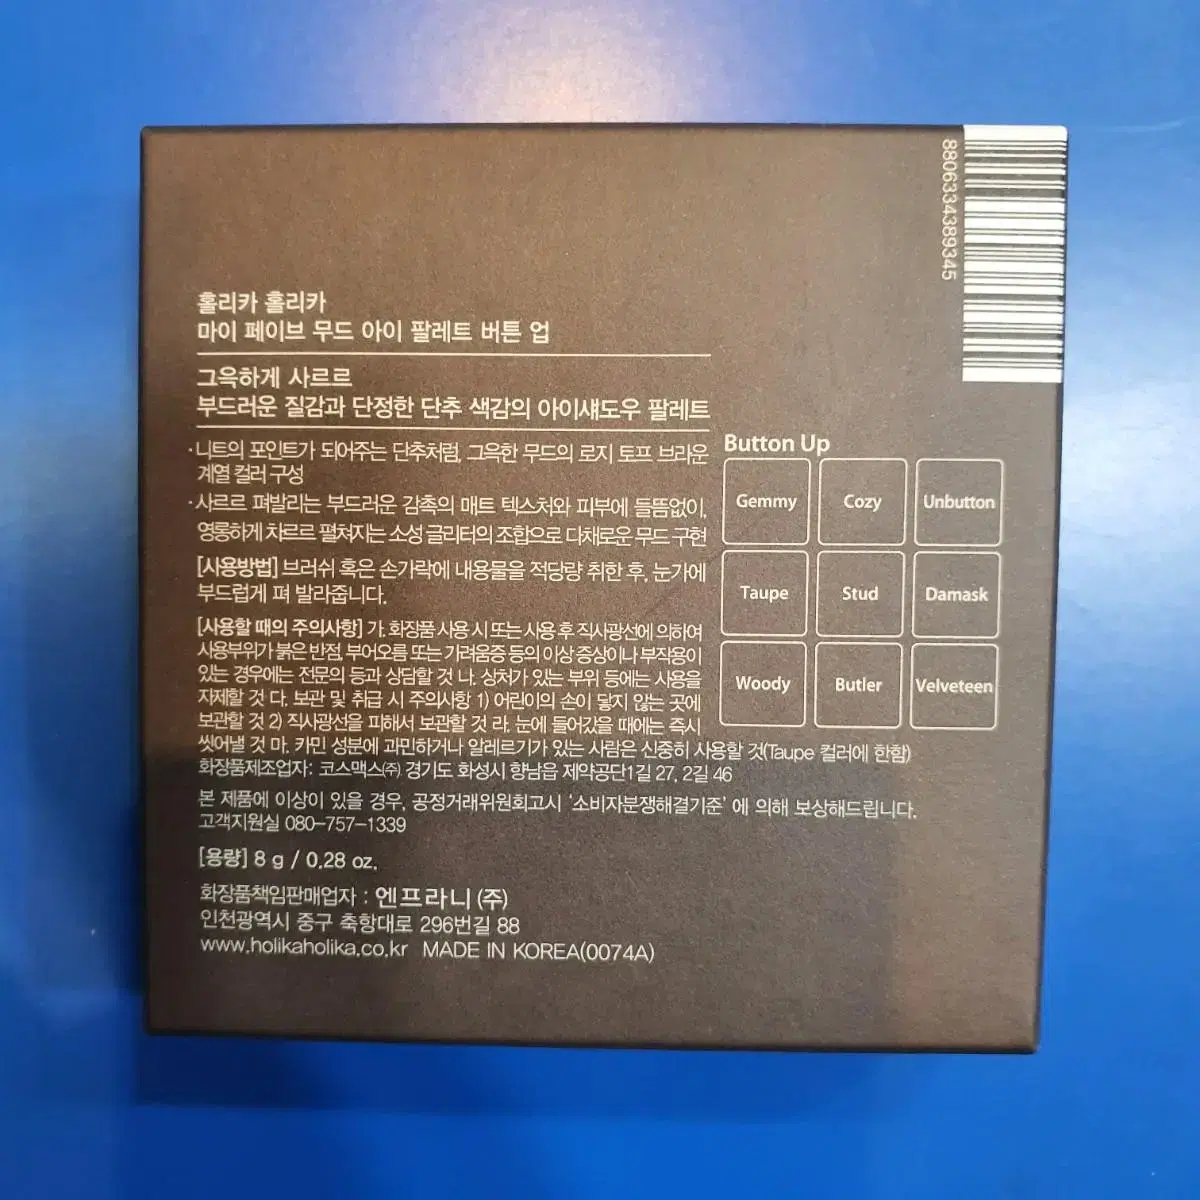 8806334389345
홀리카 홀리카
마이 페이브 무드 아이 팔레트 버튼 업
그윽하게 사르르
부드러운 질감과 단정한 단추 색감의 아이섀도우 팔레트
·니트의 포인트가 되어주는 단추처럼, 그윽한 무드의 로지 토프 브라운
계열 컬러 구성
·사르르 펴발리는 부드러운 감촉의 매트 텍스처와 피부에 들뜸없이,
영롱하게 차르르 펼쳐지는 소성 글리터의 조합으로 다채로운 무드 구현
[사용방법] 브러쉬 혹은 손가락에 내용물을 적당량 취한 후, 눈가에
부드럽게 펴 발라줍니다.
[사용할 때의 주의사항] 가. 화장품 사용 시 또는 사용 후 직사광선에 의하여
사용부위가 붉은 반점, 부어오름 또는 가려움증 등의 이상 증상이나 부작용이
있는 경우에는 전문의 등과 상담할 것 나. 상처가 있는 부위 등에는 사용을
자제할 것 다. 보관 및 취급 시 주의사항 1) 어린이의 손이 닿지 않는 곳에
보관할 것 2) 직사광선을 피해서 보관할 것 라. 눈에 들어갔을 때에는 즉시
씻어낼 것 마. 카민 성분에 과민하거나 알레르기가 있는 사람은 신중히 사용할 것(Taupe 컬러에 한함)
화장품제조업자: 코스맥스㈜ 경기도 화성시 향남읍 제약공단1길 27, 2길 46
본 제품에 이상이 있을 경우, 공정거래위원회고시 '소비자분쟁해결기준' 에 의해 보상해드립니다.
고객지원실 080-757-1339
[용량] 8 g / 0.28 oz.
화장품책임판매업자 : 엔프라니 (주)
인천광역시 중구 축항대로 296번길 88
www.holikaholika.co.kr MADE IN KOREA(0074A)
Button Up
Gemmy Cozy Unbutton
Taupe Stud Damask
Woody Butler Velveteen